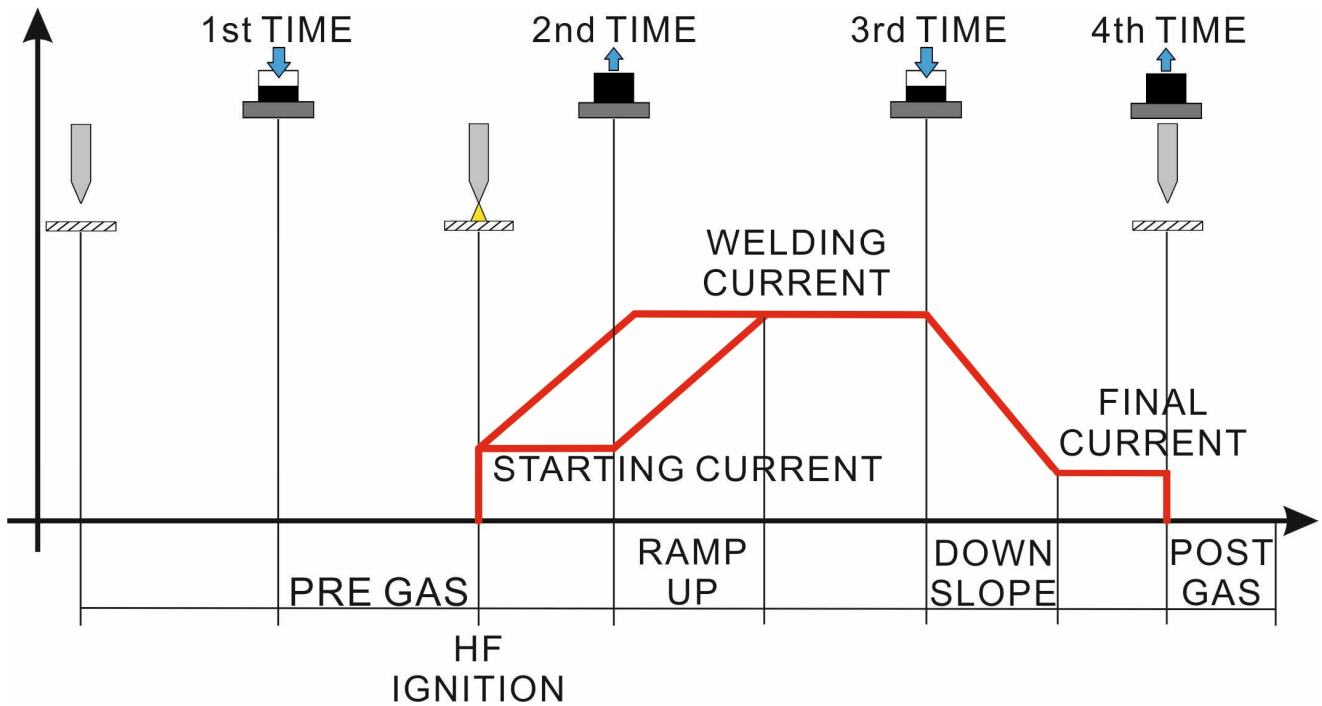 1st TIME
2nd TIME
3rd TIME
4th TIME
WELDING
CURRENT
FINAL
CURRENT
STARTING CURRENT
PRE GAS
RAMP
UP
DOWN
SLOPE
POST
GAS
HF
IGNITION